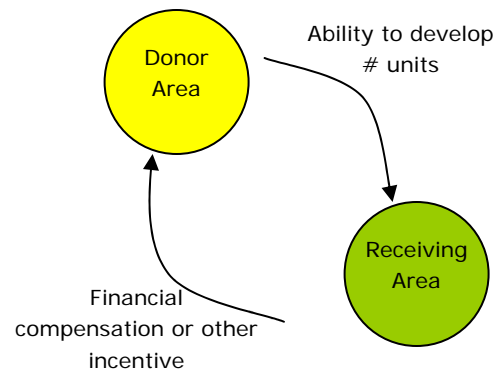 Donor
Area
Ability to develop
# units
Receiving
Area
Financial
compensation or other
incentive